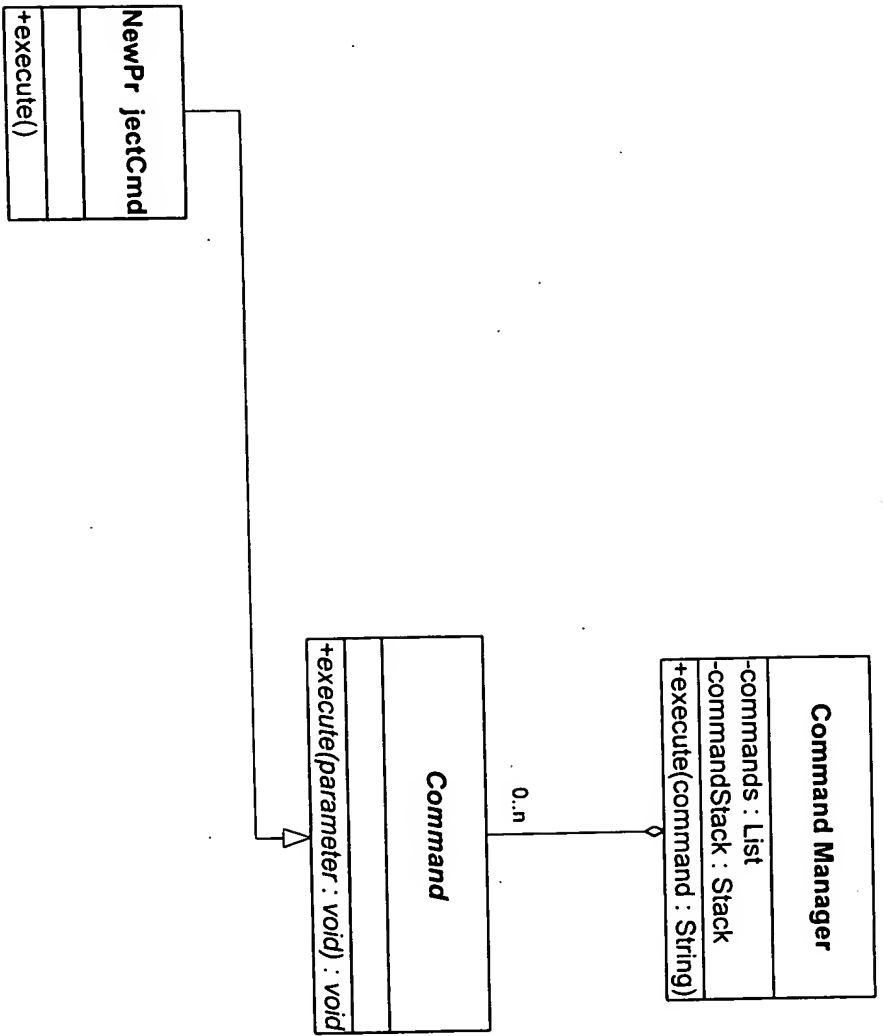 Command Manager
-commands : List
-commandStack : Stack
+execute(command : String)
0..n
Command
+execute(parameter : void) : void
NewPr jectCmd
+execute()